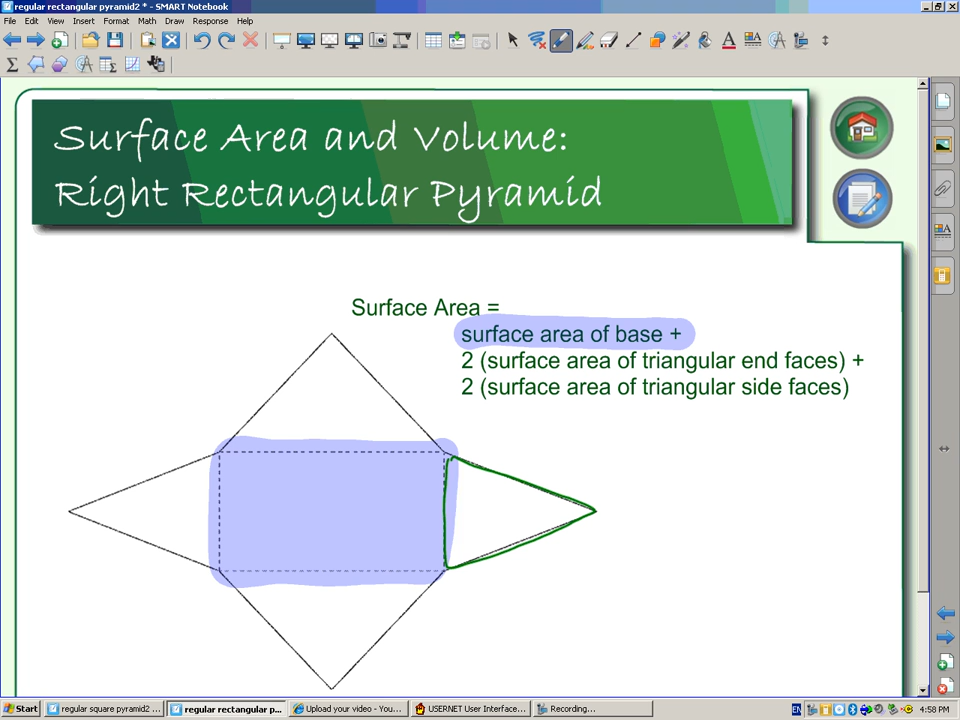 regular rectangular pyramid2 * - SMART Notebook
File Edit View Insert Format Math Draw Response Help
Surface Area and Volume:
Right Rectangular Pyramid
Surface Area =
surface area of base +
2 (surface area of triangular end faces) +
2 (surface area of triangular side faces)
Start regular square pyramid2 ... regular rectangular p... Upload your video - You... USERNET User Interface... Recording... EN 4:58 PM